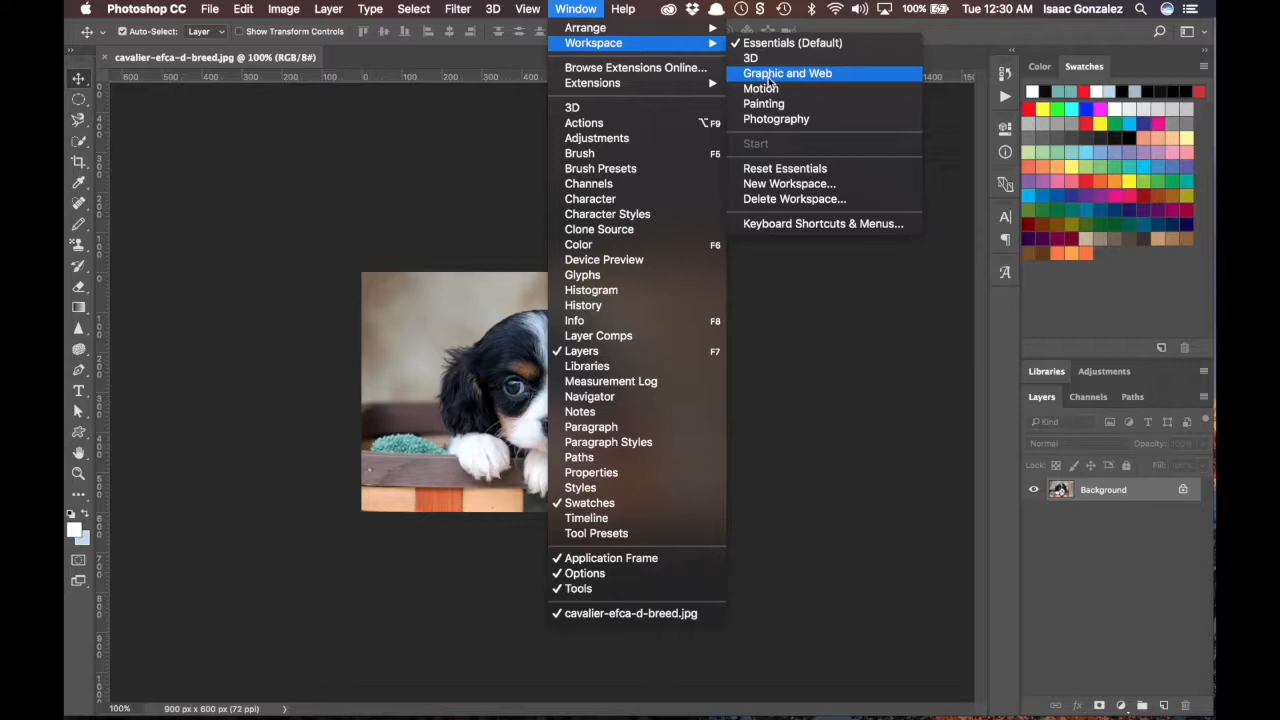 Photoshop CC File Edit Image Layer Type Select Filter 3D View Window Help 100% Tue 12:30 AM Isaac Gonzalez
Auto-Select: Layer Show Transform Controls
cavalier-efca-d-breed.jpg @ 100% (RGB/8#)
Arrange
Workspace
Browse Extensions Online...
Extensions
3D
Actions ⌥F9
Adjustments
Brush F5
Brush Presets
Channels
Character
Character Styles
Clone Source
Color F6
Device Preview
Glyphs
Histogram
History
Info F8
Layer Comps
Layers F7
Libraries
Measurement Log
Navigator
Notes
Paragraph
Paragraph Styles
Paths
Properties
Styles
Swatches
Timeline
Tool Presets
Application Frame
Options
Tools
cavalier-efca-d-breed.jpg
Essentials (Default)
3D
Graphic and Web
Motion
Painting
Photography
Start
Reset Essentials
New Workspace...
Delete Workspace...
Keyboard Shortcuts & Menus...
Color Swatches
Libraries Adjustments
Layers Channels Paths
Kind
Normal Opacity: 100%
Lock: Fill: 100%
Background
100% 900 px x 600 px (72 ppi)